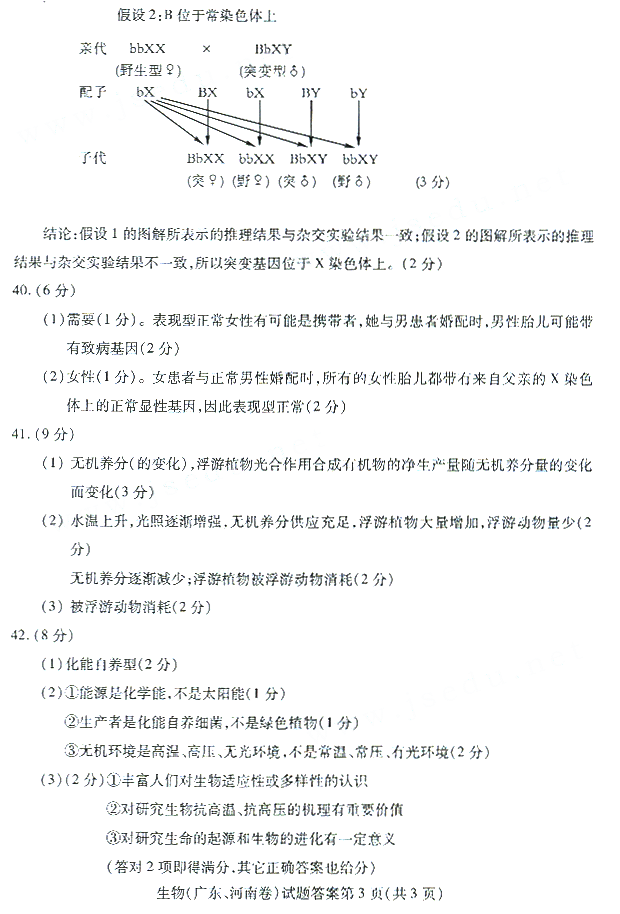 假设2:B位于常染色体上
亲代 bbXX × BbXY
(野生型♀) (突变型♂)
配子 bX BX bX BY bY
子代 BbXX bbXX BbXY bbXY
(突♀) (野♀) (突♂) (野♂) (3分)
结论:假设1的图解所表示的推理结果与杂交实验结果一致;假设2的图解所表示的推理
结果与杂交实验结果不一致,所以突变基因位于X染色体上。(2分)
40.(6分)
(1)需要(1分)。表现型正常女性有可能是携带者,她与男患者婚配时,男性胎儿可能带
有致病基因(2分)
(2)女性(1分)。女患者与正常男性婚配时,所有的女性胎儿都带有来自父亲的X染色
体上的正常显性基因,因此表现型正常(2分)
41.(9分)
(1) 无机养分(的变化),浮游植物光合作用合成有机物的净生产量随无机养分量的变化
而变化(3分)
(2) 水温上升,光照逐渐增强,无机养分供应充足,浮游植物大量增加,浮游动物量少(2
分)
无机养分逐渐减少;浮游植物被浮游动物消耗(2分)
(3) 被浮游动物消耗(2分)
42.(8分)
(1)化能自养型(2分)
(2)①能源是化学能,不是太阳能(1分)
②生产者是化能自养细菌,不是绿色植物(1分)
③无机环境是高温、高压、无光环境,不是常温、常压、有光环境(2分)
(3)(2分)①丰富人们对生物适应性或多样性的认识
②对研究生物抗高温、抗高压的机理有重要价值
③对研究生命的起源和生物的进化有一定意义
(答对2项即得满分,其它正确答案也给分)
生物(广东、河南卷)试题答案第3页(共3页)